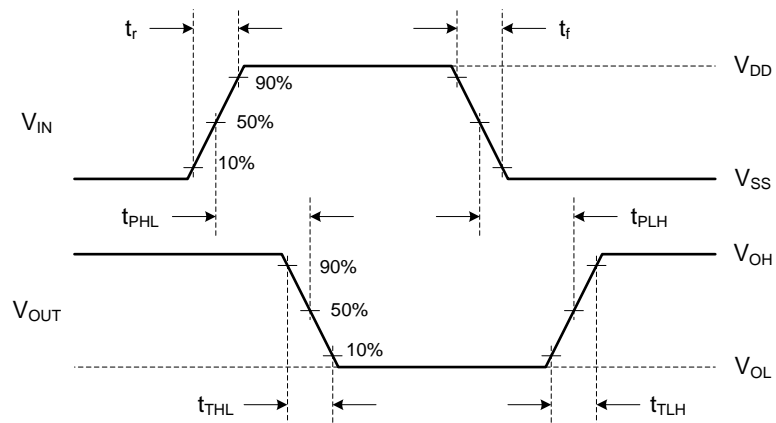 tr
tf
VDD
90%
VIN
50%
10%
VSS
tPHL
tPLH
VOH
90%
VOUT
50%
10%
VOL
tTHL
tTLH